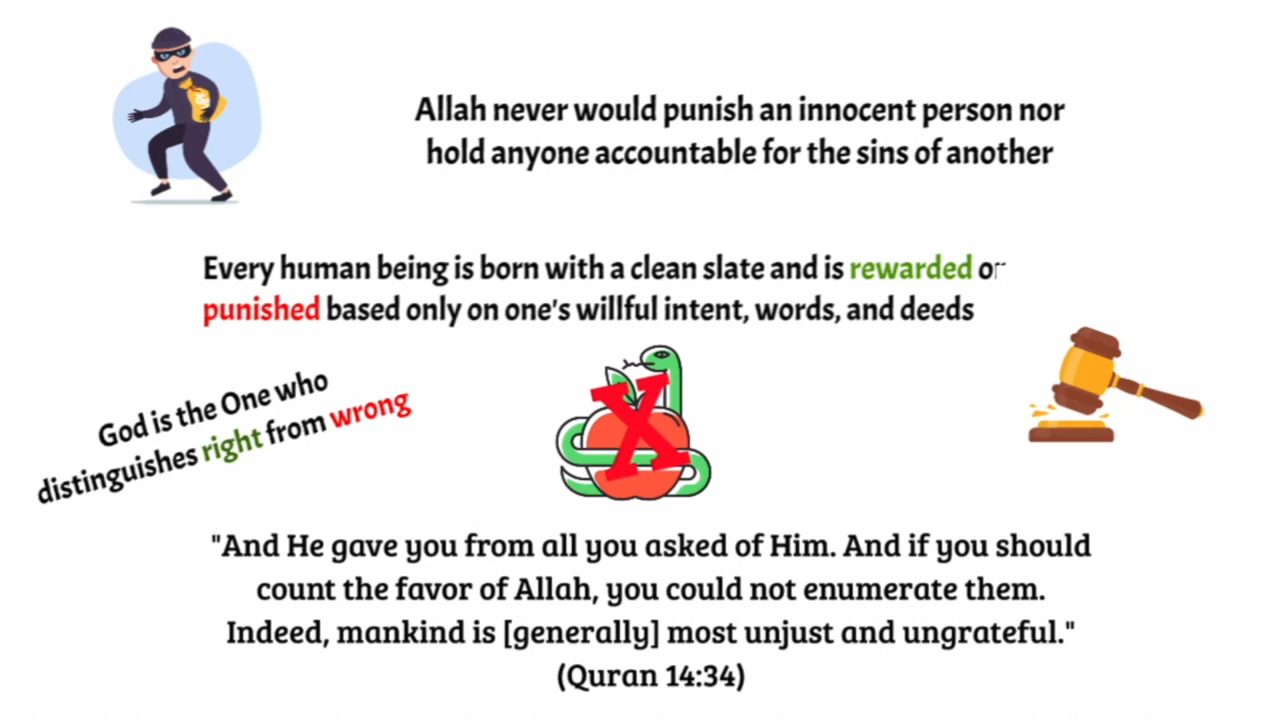 Allah never would punish an innocent person nor
hold anyone accountable for the sins of another
Every human being is born with a clean slate and is rewarded or
punished based only on one's willful intent, words, and deeds
God is the One who
distinguishes right from wrong
X
"And He gave you from all you asked of Him. And if you should
count the favor of Allah, you could not enumerate them.
Indeed, mankind is [generally] most unjust and ungrateful."
(Quran 14:34)